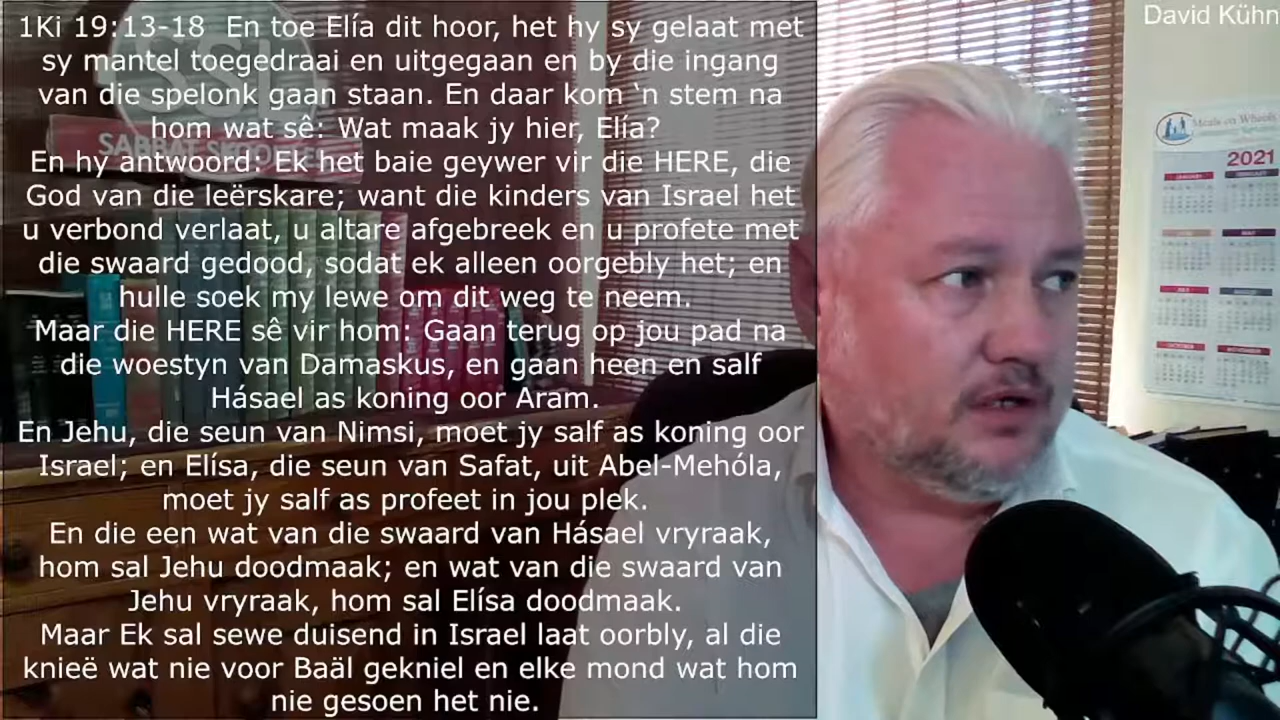 David Kühn
1Ki 19:13-18 En toe Elía dit hoor, het hy sy gelaat met
sy mantel toegedraai en uitgegaan en by die ingang
van die spelonk gaan staan. En daar kom ‘n stem na
hom wat sê: Wat maak jy hier, Elía?
En hy antwoord: Ek het baie geywer vir die HERE, die
God van die leërskare; want die kinders van Israel het
u verbond verlaat, u altare afgebreek en u profete met
die swaard gedood, sodat ek alleen oorgebly het; en
hulle soek my lewe om dit weg te neem.
Maar die HERE sê vir hom: Gaan terug op jou pad na
die woestyn van Damaskus, en gaan heen en salf
Hásael as koning oor Aram.
En Jehu, die seun van Nimsi, moet jy salf as koning oor
Israel; en Elísa, die seun van Safat, uit Abel-Mehóla,
moet jy salf as profeet in jou plek.
En die een wat van die swaard van Hásael vryraak,
hom sal Jehu doodmaak; en wat van die swaard van
Jehu vryraak, hom sal Elísa doodmaak.
Maar Ek sal sewe duisend in Israel laat oorbly, al die
knieë wat nie voor Baäl gekniel en elke mond wat hom
nie gesoen het nie.
SSI
SABBAT
Meals on Wheels
2021